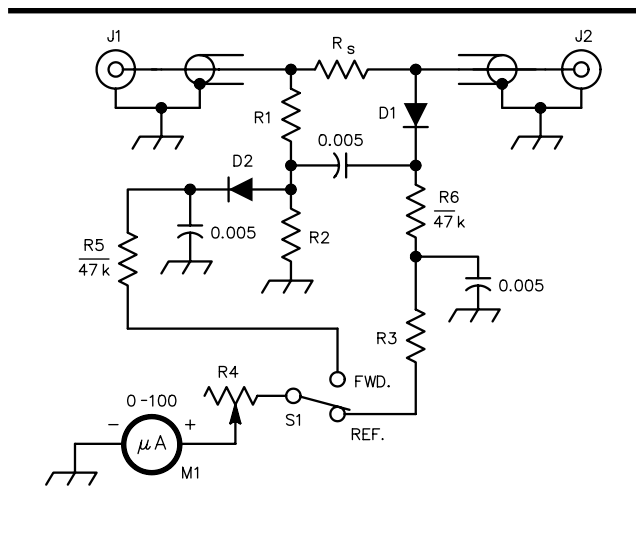 J1
Rs
J2
R1
D1
0.005
D2
R6
47 k
0.005
R2
R5
47 k
0.005
R3
R4
FWD.
0-100
S1
− +
μA
REF.
M1